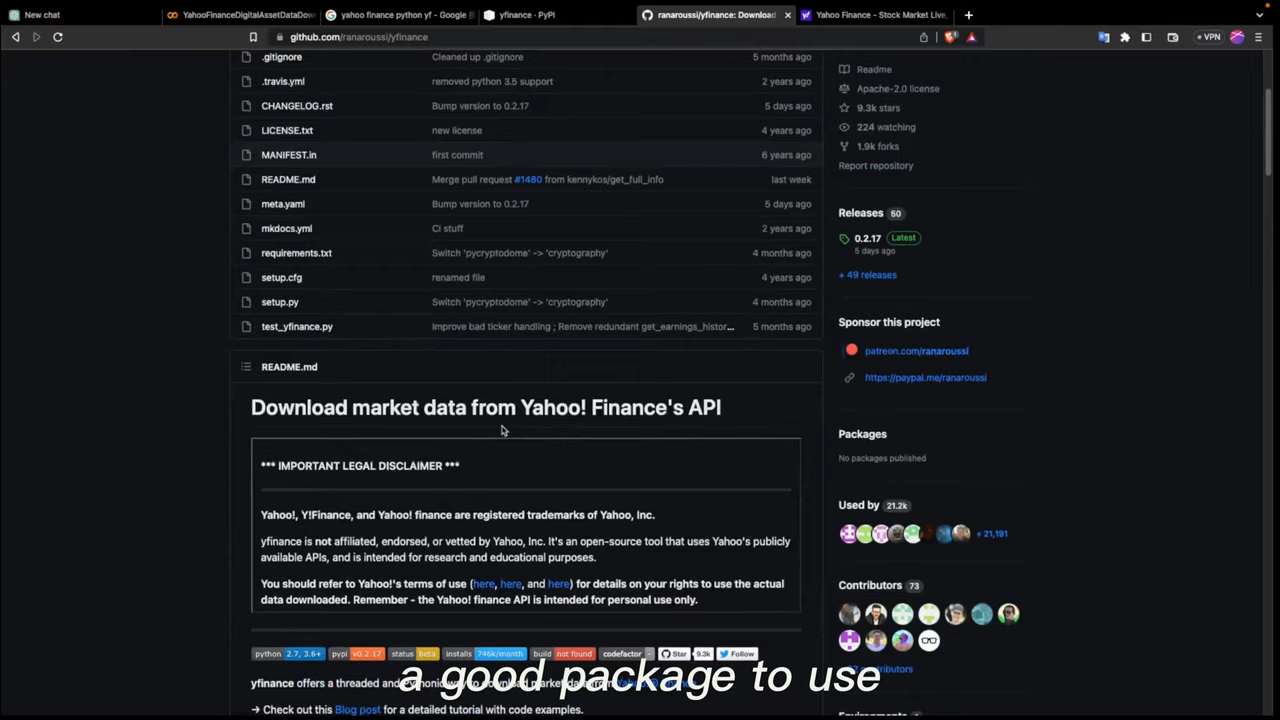 New chat
YahooFinanceDigitalAssetDataDow
yahoo finance python yf - Google
yfinance · PyPI
ranaroussi/yfinance: Download
Yahoo Finance - Stock Market Live,
github.com/ranaroussi/yfinance
VPN
.gitignore Cleaned up .gitignore 5 months ago
.travis.yml removed python 3.5 support 2 years ago
CHANGELOG.rst Bump version to 0.2.17 5 days ago
LICENSE.txt new license 4 years ago
MANIFEST.in first commit 6 years ago
README.md Merge pull request #1480 from kennykos/get_full_info last week
meta.yaml Bump version to 0.2.17 5 days ago
mkdocs.yml CI stuff 2 years ago
requirements.txt Switch 'pycryptodome' -> 'cryptography' 4 months ago
setup.cfg renamed file 4 years ago
setup.py Switch 'pycryptodome' -> 'cryptography' 4 months ago
test_yfinance.py Improve bad ticker handling ; Remove redundant get_earnings_histor... 5 months ago
README.md
Download market data from Yahoo! Finance's API
*** IMPORTANT LEGAL DISCLAIMER ***
Yahoo!, Y!Finance, and Yahoo! finance are registered trademarks of Yahoo, Inc.
yfinance is not affiliated, endorsed, or vetted by Yahoo, Inc. It's an open-source tool that uses Yahoo's publicly
available APIs, and is intended for research and educational purposes.
You should refer to Yahoo!'s terms of use (here, here, and here) for details on your rights to use the actual
data downloaded. Remember - the Yahoo! finance API is intended for personal use only.
python 2.7, 3.6+ pypi v0.2.17 status beta installs 746k/month build not found codefactor - Star 9.3k Follow
yfinance offers a threaded and
→ Check out this Blog post for a detailed tutorial with code examples.
Readme
Apache-2.0 license
9.3k stars
224 watching
1.9k forks
Report repository
Releases 50
0.2.17 Latest
5 days ago
+ 49 releases
Sponsor this project
patreon.com/ranaroussi
https://paypal.me/ranaroussi
Packages
No packages published
Used by 21.2k
+ 21,191
Contributors 73
contributors
a good package to use